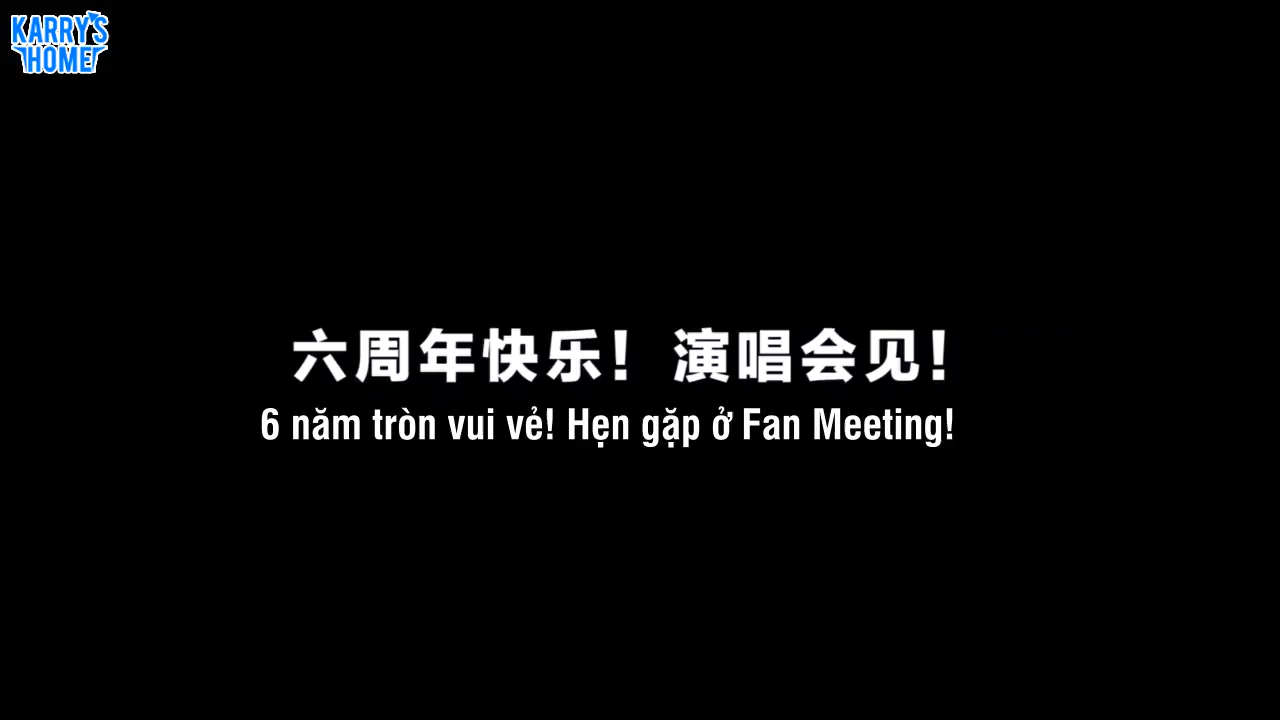 KARRY'S
HOME
六周年快乐！演唱会见！
6 năm tròn vui vẻ! Hẹn gặp ở Fan Meeting!